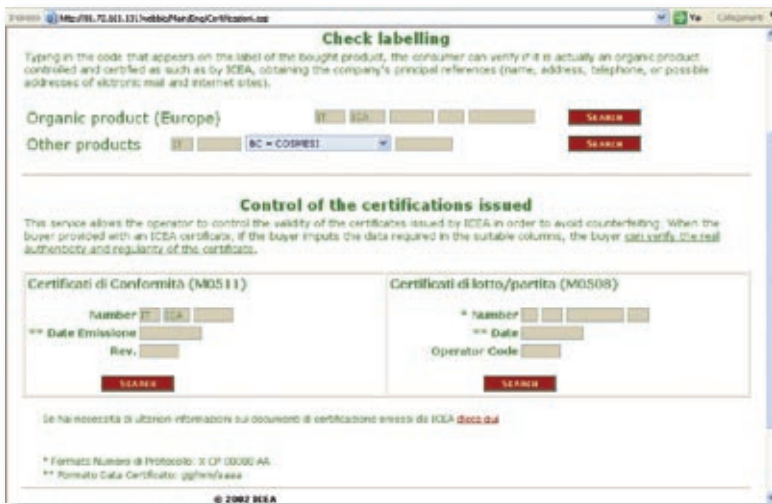 Check labelling
Typing in the code that appears on the label of the bought product, the consumer can verify if it is actually an organic product
controlled and certified as such as by ICEA, obtaining the company's principal references (name, address, telephone, or possible
addresses of eletronic mail and internet sites).
Organic product (Europe) IT ICA SEARCH
Other products IT BC = COSMESI SEARCH
Control of the certifications issued
This service allows the operator to control the validity of the certificates issued by ICEA in order to avoid counterfeiting. When the
buyer provided with an ICEA certificate, if the buyer imputs the data required in the suitable columns, the buyer can verify the real
authenticity and regularity of the certificate.
Certificati di Conformità (M0511)
Number IT ICA
** Date Emissione
Rev.
SEARCH
Certificati di lotto/partita (M0508)
* Number
** Date
Operator Code
SEARCH
Se hai necessità di ulteriori informazioni sui documenti di certificazione emessi da ICEA clicca qui
* Formato Numero di Protocollo: X CP 00000 AA
** Formato Data Certificato: gg/mm/aaaa
© 2002 ICEA